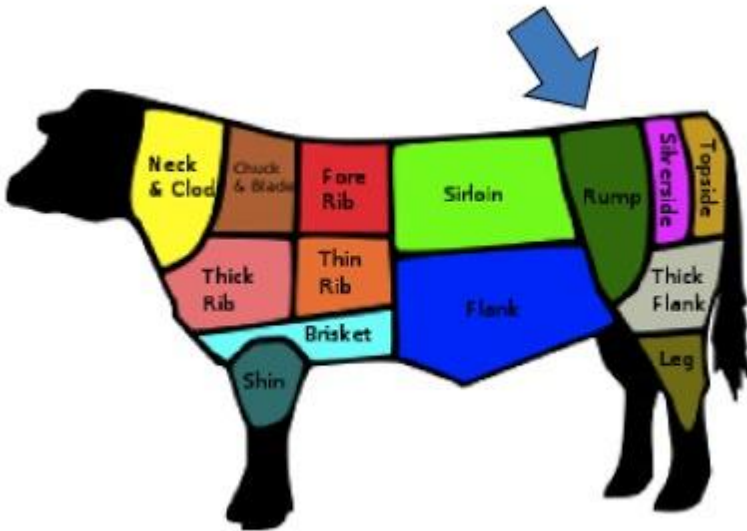 Neck
& Clod
Chuck
& Blade
Fore
Rib
Sirloin
Rump
Silverside
Topside
Thick
Rib
Thin
Rib
Flank
Thick
Flank
Brisket
Shin
Leg